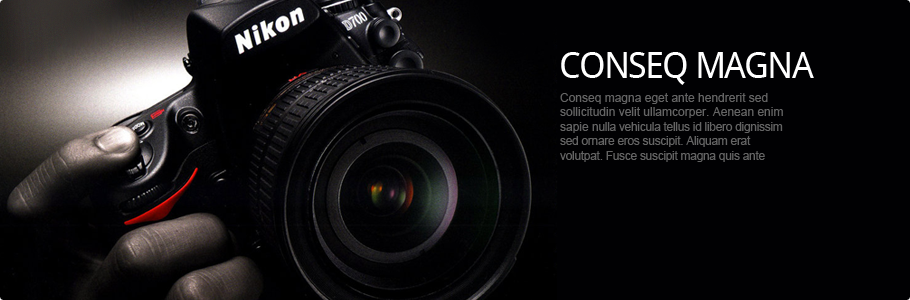 Nikon
D700
CONSEQ MAGNA
Conseq magna eget ante hendrerit sed
sollicitudin velit ullamcorper. Aenean enim
sapie nulla vehicula tellus id libero dignissim
sed ornare eros suscipit. Aliquam erat
volutpat. Fusce suscipit magna quis ante